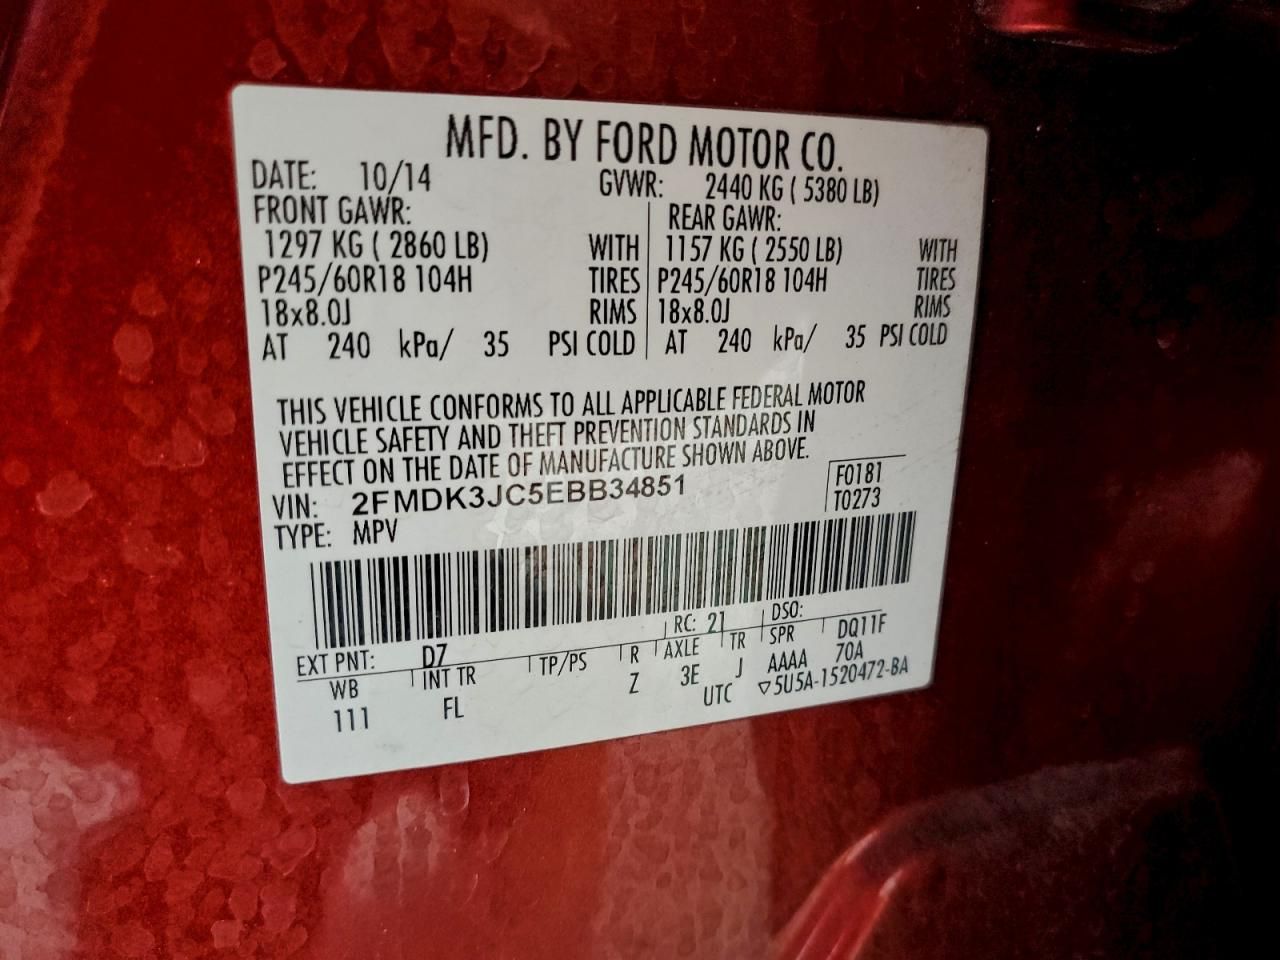 MFD. BY FORD MOTOR CO.
DATE: 10/14 GVWR: 2440 KG ( 5380 LB)
FRONT GAWR: REAR GAWR:
1297 KG ( 2860 LB) WITH 1157 KG ( 2550 LB) WITH
P245/60R18 104H TIRES P245/60R18 104H TIRES
18x8.0J RIMS 18x8.0J RIMS
AT 240 kPa/ 35 PSI COLD AT 240 kPa/ 35 PSI COLD
THIS VEHICLE CONFORMS TO ALL APPLICABLE FEDERAL MOTOR
VEHICLE SAFETY AND THEFT PREVENTION STANDARDS IN
EFFECT ON THE DATE OF MANUFACTURE SHOWN ABOVE.
VIN: 2FMDK3JC5EBB34851 F0181
TYPE: MPV T0273
EXT PNT: D7 RC: 21 DSO:
WB INT TR TP/PS R AXLE TR SPR DQ11F
111 FL Z 3E J AAAA 70A
UTC ▽5U5A-1520472-BA